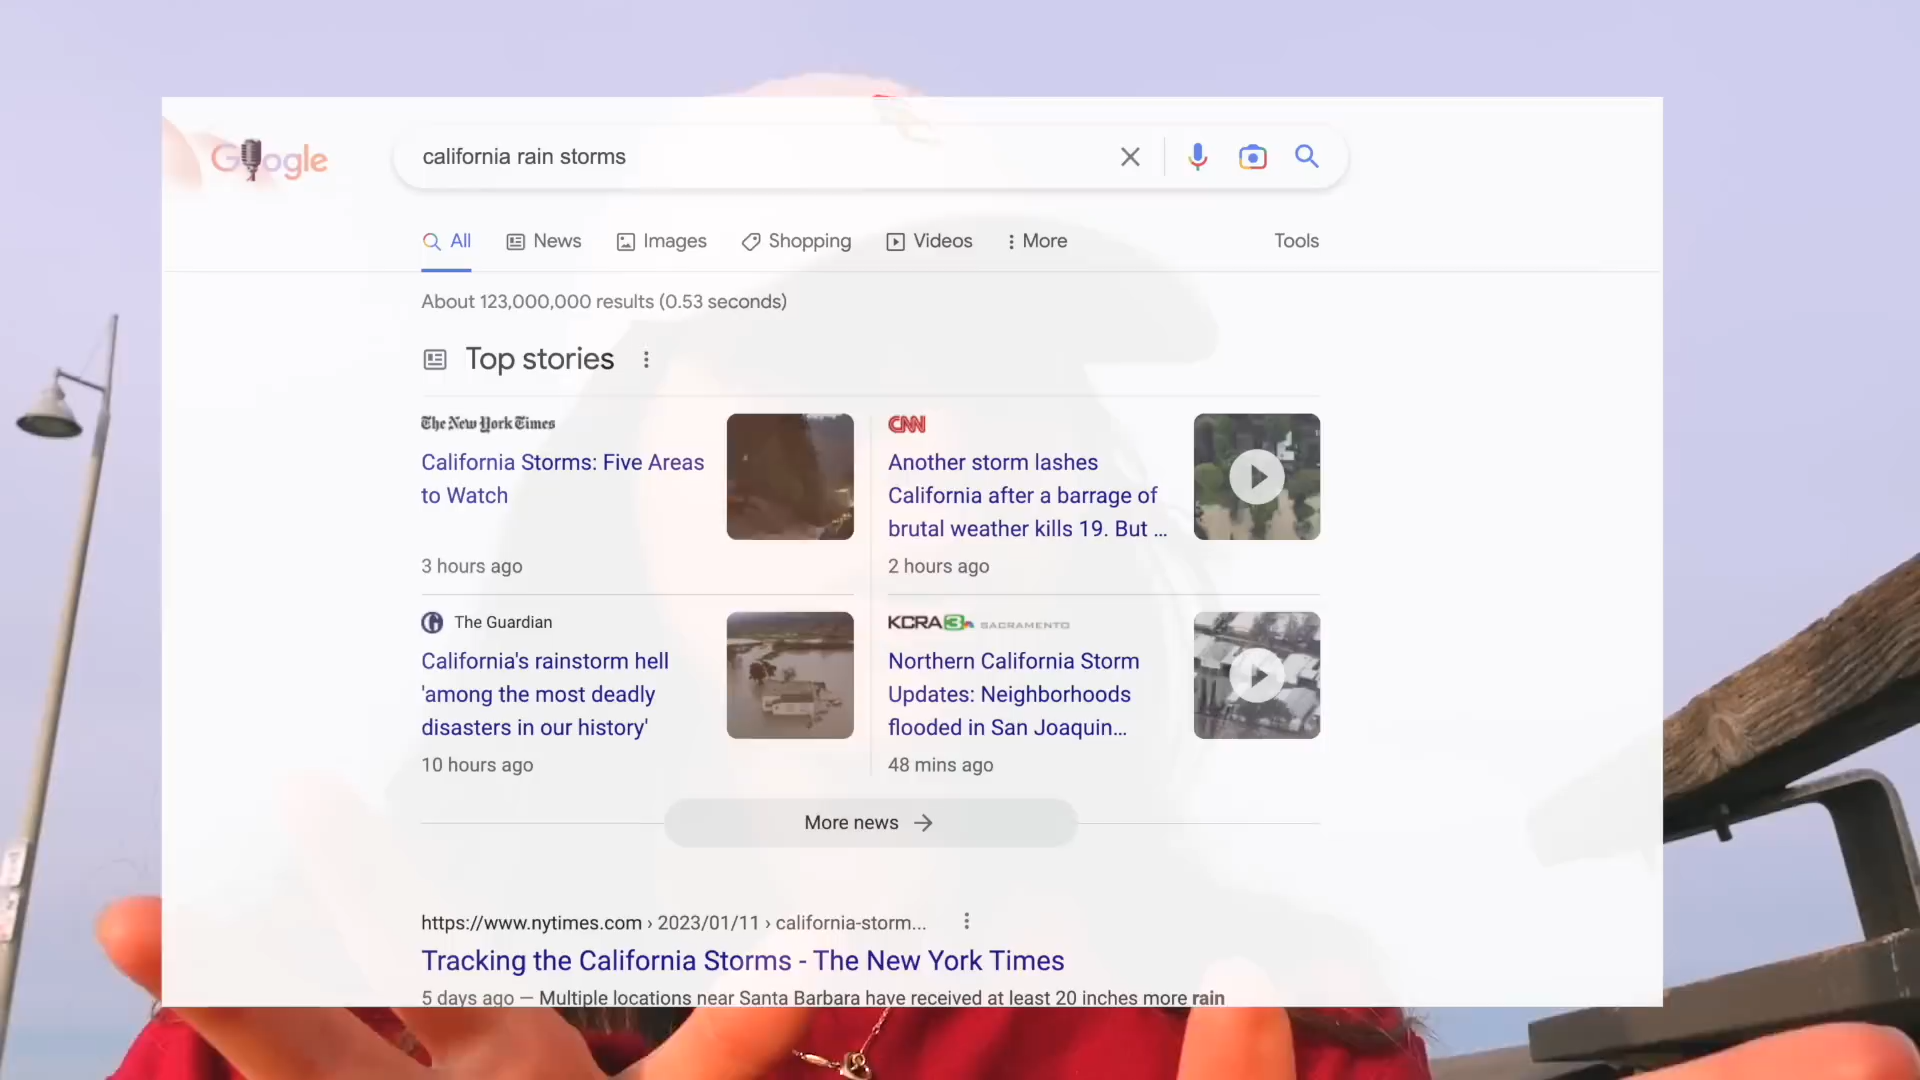 Google
california rain storms
All News Images Shopping Videos More Tools
About 123,000,000 results (0.53 seconds)
Top stories
The New York Times
California Storms: Five Areas
to Watch
3 hours ago
CNN
Another storm lashes
California after a barrage of
brutal weather kills 19. But ...
2 hours ago
The Guardian
California's rainstorm hell
'among the most deadly
disasters in our history'
10 hours ago
KCRA 3 SACRAMENTO
Northern California Storm
Updates: Neighborhoods
flooded in San Joaquin...
48 mins ago
More news
https://www.nytimes.com › 2023/01/11 › california-storm...
Tracking the California Storms - The New York Times
5 days ago — Multiple locations near Santa Barbara have received at least 20 inches more rain